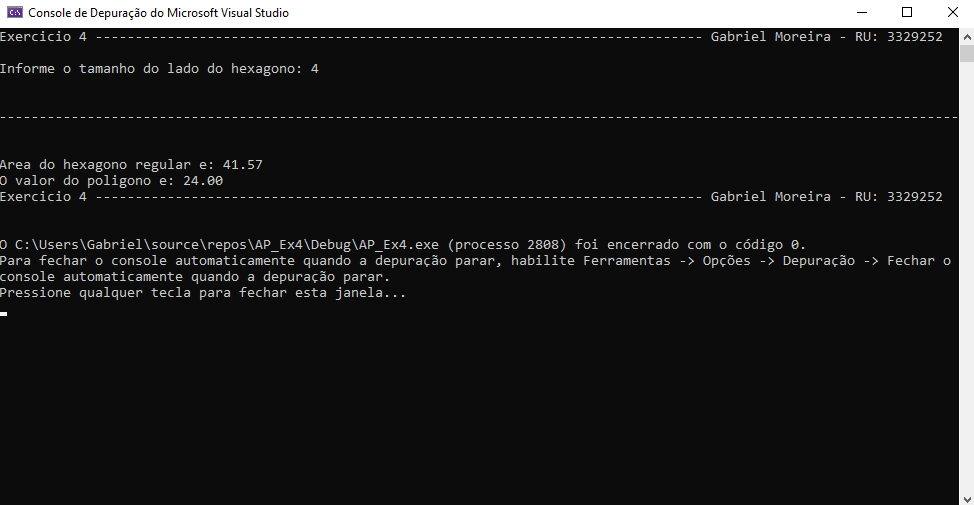 Console de Depuração do Microsoft Visual Studio
Exercicio 4 ---------------------------------------------------------------------------- Gabriel Moreira - RU: 3329252
Informe o tamanho do lado do hexagono: 4
------------------------------------------------------------------------------------------------------------------------
Area do hexagono regular e: 41.57
O valor do poligono e: 24.00
Exercicio 4 ---------------------------------------------------------------------------- Gabriel Moreira - RU: 3329252
O C:\Users\Gabriel\source\repos\AP_Ex4\Debug\AP_Ex4.exe (processo 2808) foi encerrado com o código 0.
Para fechar o console automaticamente quando a depuração parar, habilite Ferramentas -> Opções -> Depuração -> Fechar o
console automaticamente quando a depuração parar.
Pressione qualquer tecla para fechar esta janela...